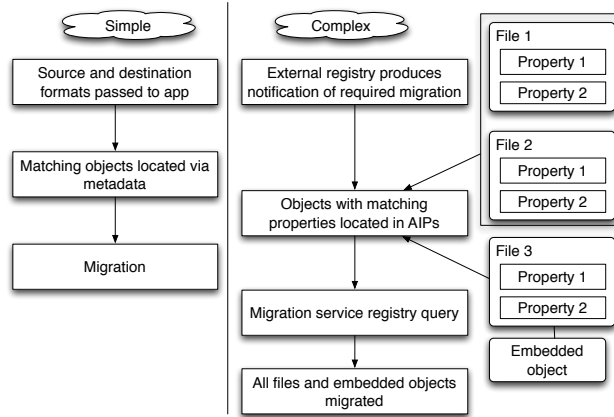 Simple
Source and destination
formats passed to app
Matching objects located via
metadata
Migration
Complex
External registry produces
notification of required migration
Objects with matching
properties located in AIPs
Migration service registry query
All files and embedded objects
migrated
File 1
Property 1
Property 2
File 2
Property 1
Property 2
File 3
Property 1
Property 2
Embedded
object